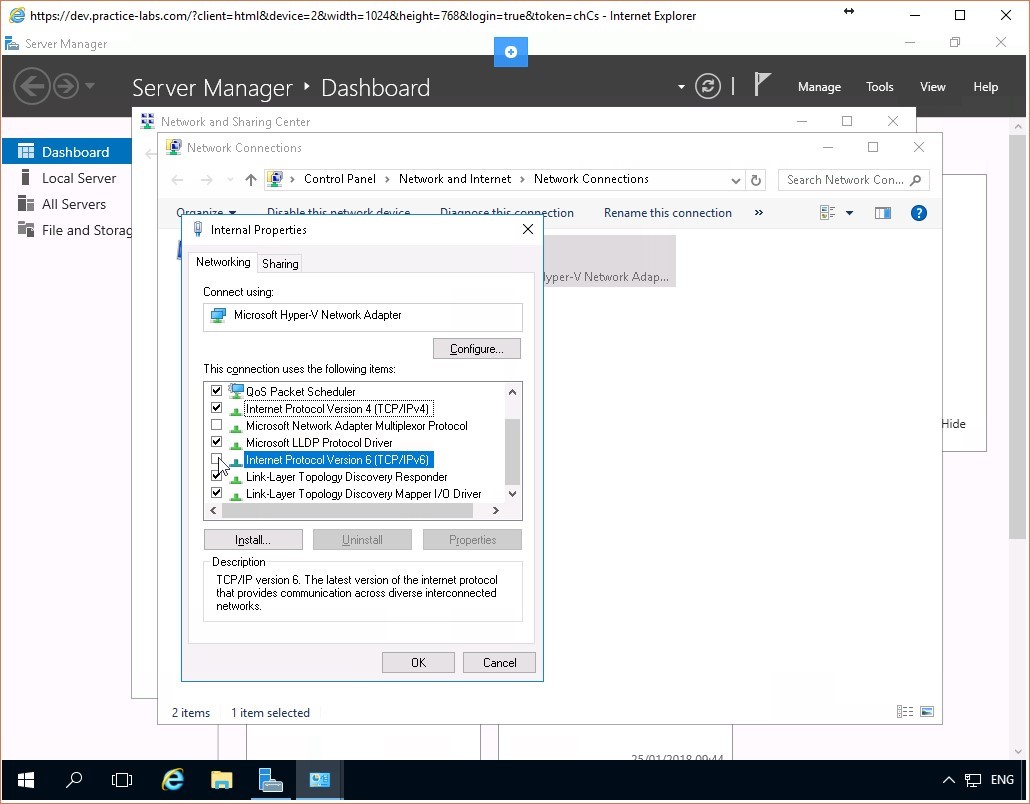 https://dev.practice-labs.com/?client=html&device=2&width=1024&height=768&login=true&token=chCs - Internet Explorer
Server Manager
Server Manager ‣ Dashboard
Manage Tools View Help
Network and Sharing Center
Network Connections
Dashboard
Local Server
All Servers
File and Storag
Control Panel > Network and Internet > Network Connections
Search Network Con...
Organize Disable this network device Diagnose this connection Rename this connection »
Internal Properties
Hyper-V Network Adap...
Networking Sharing
Connect using:
Microsoft Hyper-V Network Adapter
Configure...
This connection uses the following items:
QoS Packet Scheduler
Internet Protocol Version 4 (TCP/IPv4)
Microsoft Network Adapter Multiplexor Protocol
Microsoft LLDP Protocol Driver
Internet Protocol Version 6 (TCP/IPv6)
Link-Layer Topology Discovery Responder
Link-Layer Topology Discovery Mapper I/O Driver
Hide
Install... Uninstall Properties
Description
TCP/IP version 6. The latest version of the internet protocol
that provides communication across diverse interconnected
networks.
OK Cancel
2 items 1 item selected
25/01/2018 09:44
ENG